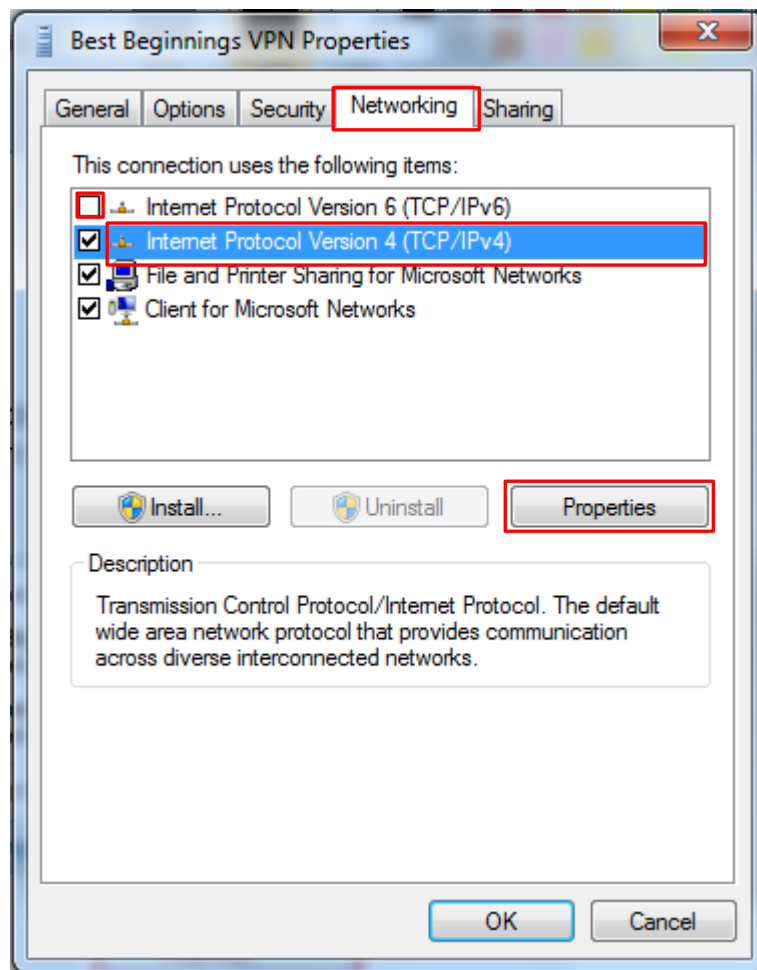 Best Beginnings VPN Properties
x
General Options Security Networking Sharing
This connection uses the following items:
Internet Protocol Version 6 (TCP/IPv6)
Internet Protocol Version 4 (TCP/IPv4)
File and Printer Sharing for Microsoft Networks
Client for Microsoft Networks
Install... Uninstall Properties
Description
Transmission Control Protocol/Internet Protocol. The default
wide area network protocol that provides communication
across diverse interconnected networks.
OK Cancel